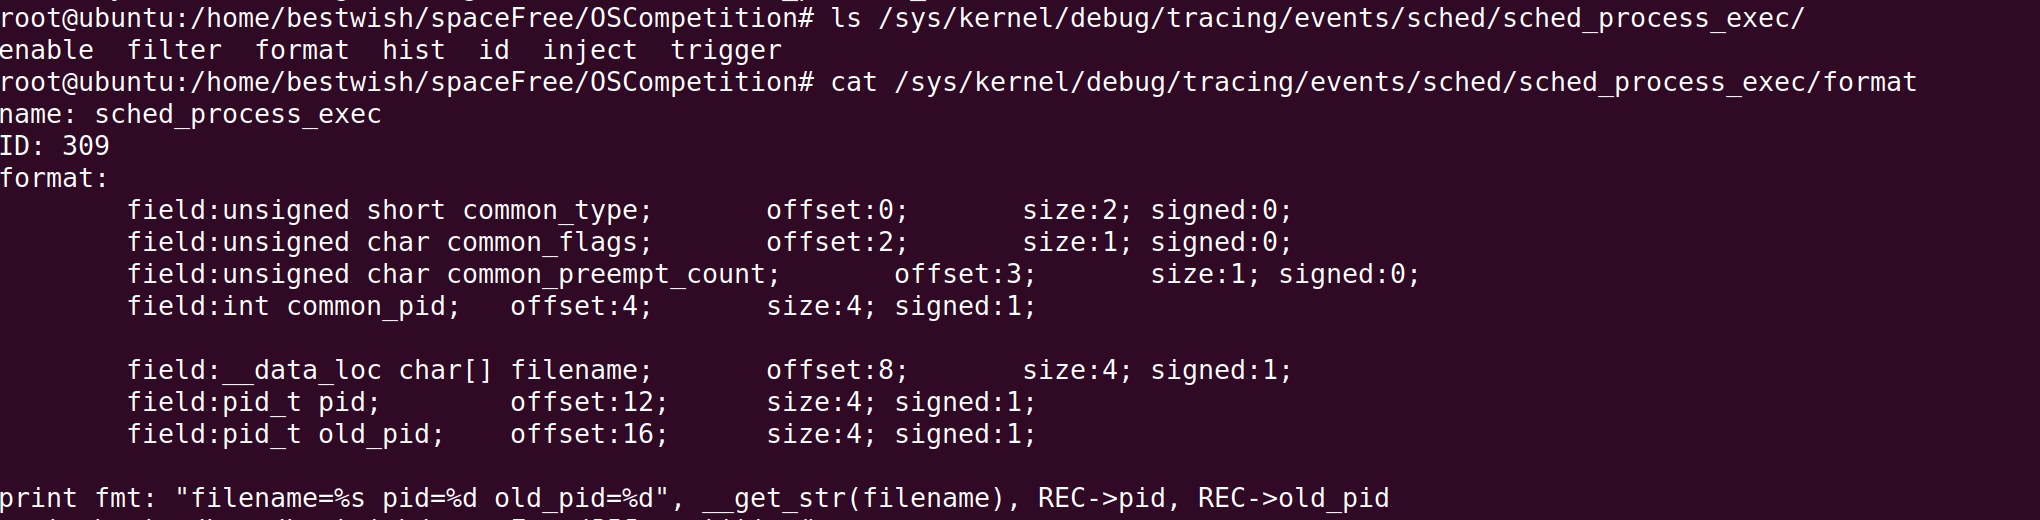 root@ubuntu:/home/bestwish/spaceFree/OSCompetition# ls /sys/kernel/debug/tracing/events/sched/sched_process_exec/
enable  filter  format  hist  id  inject  trigger
root@ubuntu:/home/bestwish/spaceFree/OSCompetition# cat /sys/kernel/debug/tracing/events/sched/sched_process_exec/format
name: sched_process_exec
ID: 309
format:
        field:unsigned short common_type;       offset:0;       size:2; signed:0;
        field:unsigned char common_flags;       offset:2;       size:1; signed:0;
        field:unsigned char common_preempt_count;       offset:3;       size:1; signed:0;
        field:int common_pid;   offset:4;       size:4; signed:1;

        field:__data_loc char[] filename;       offset:8;       size:4; signed:1;
        field:pid_t pid;        offset:12;      size:4; signed:1;
        field:pid_t old_pid;    offset:16;      size:4; signed:1;

print fmt: "filename=%s pid=%d old_pid=%d", __get_str(filename), REC->pid, REC->old_pid